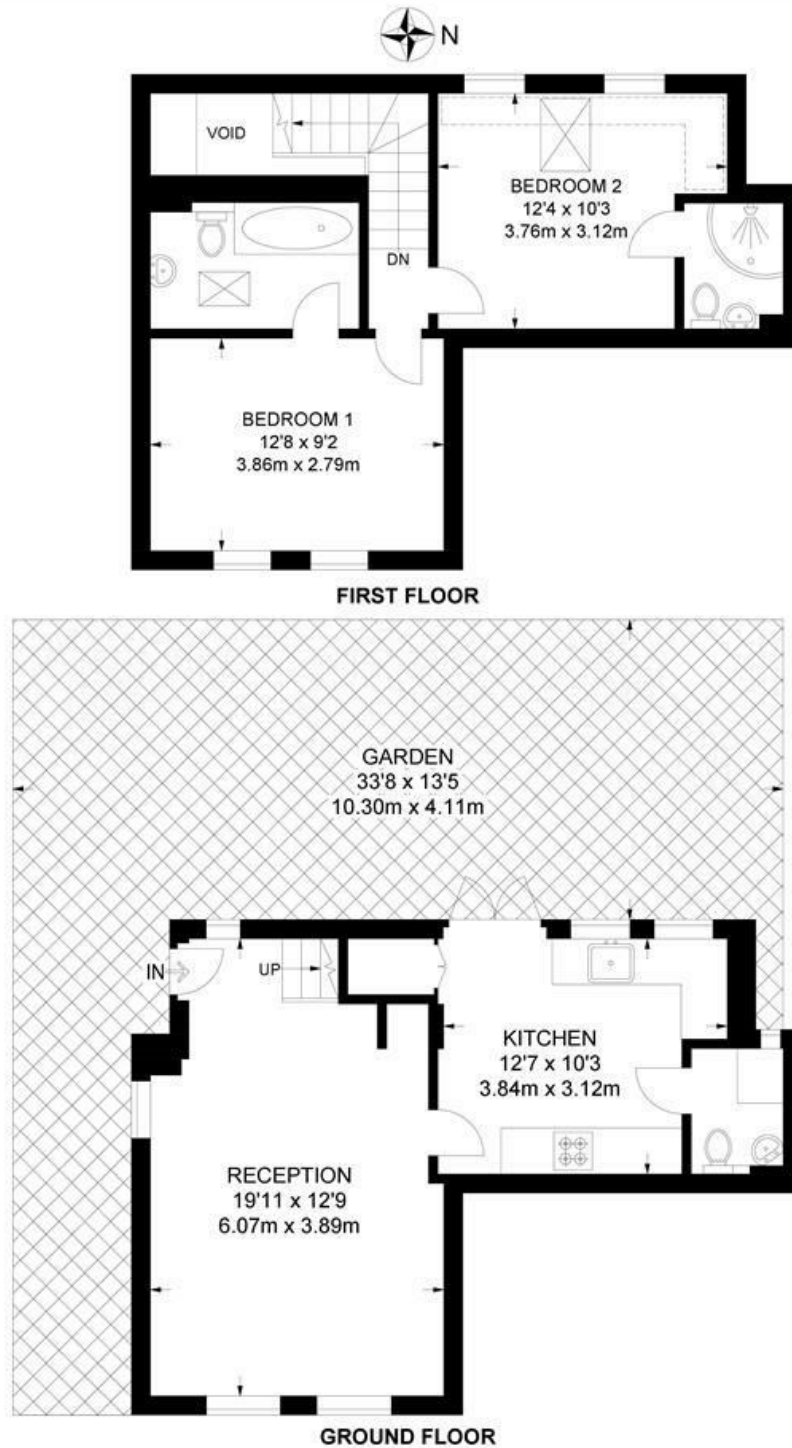 N
VOID
BEDROOM 2
12'4 x 10'3
3.76m x 3.12m
DN
BEDROOM 1
12'8 x 9'2
3.86m x 2.79m
FIRST FLOOR
GARDEN
33'8 x 13'5
10.30m x 4.11m
IN
UP
KITCHEN
12'7 x 10'3
3.84m x 3.12m
RECEPTION
19'11 x 12'9
6.07m x 3.89m
GROUND FLOOR